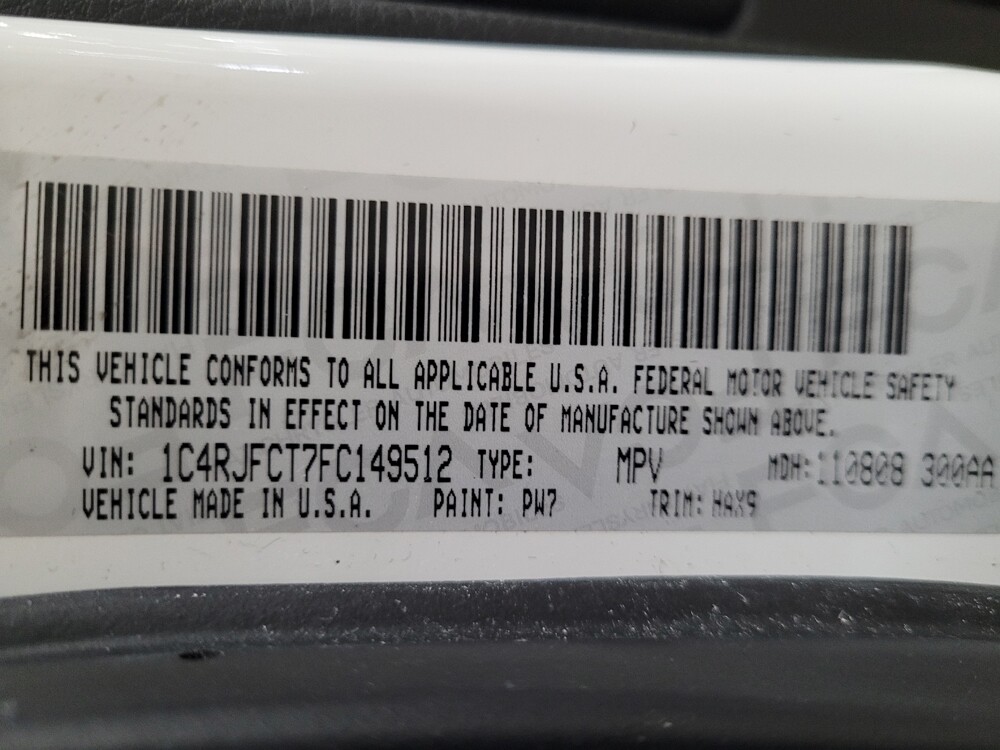 THIS VEHICLE CONFORMS TO ALL APPLICABLE U.S.A. FEDERAL MOTOR VEHICLE SAFETY
STANDARDS IN EFFECT ON THE DATE OF MANUFACTURE SHOWN ABOVE.
VIN: 1C4RJFCT7FC149512 TYPE: MPV MDH:110808 300AA
VEHICLE MADE IN U.S.A. PAINT: PW7 TRIM: HAX9